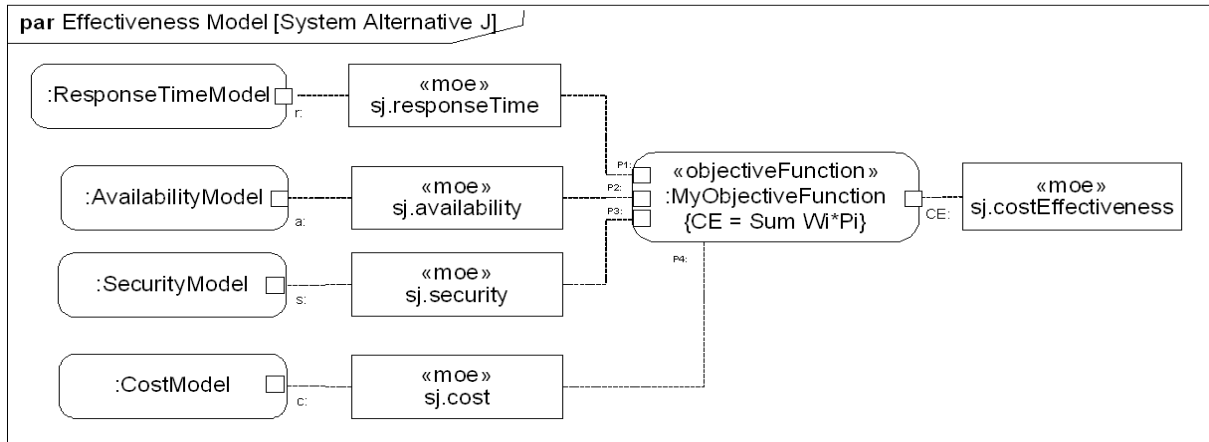 par Effectiveness Model [System Alternative J]
:ResponseTimeModel
r:
«moe»
sj.responseTime
:AvailabilityModel
a:
«moe»
sj.availability
:SecurityModel
s:
«moe»
sj.security
:CostModel
c:
«moe»
sj.cost
P1:
P2:
P3:
P4:
«objectiveFunction»
:MyObjectiveFunction
{CE = Sum Wi*Pi}
CE:
«moe»
sj.costEffectiveness